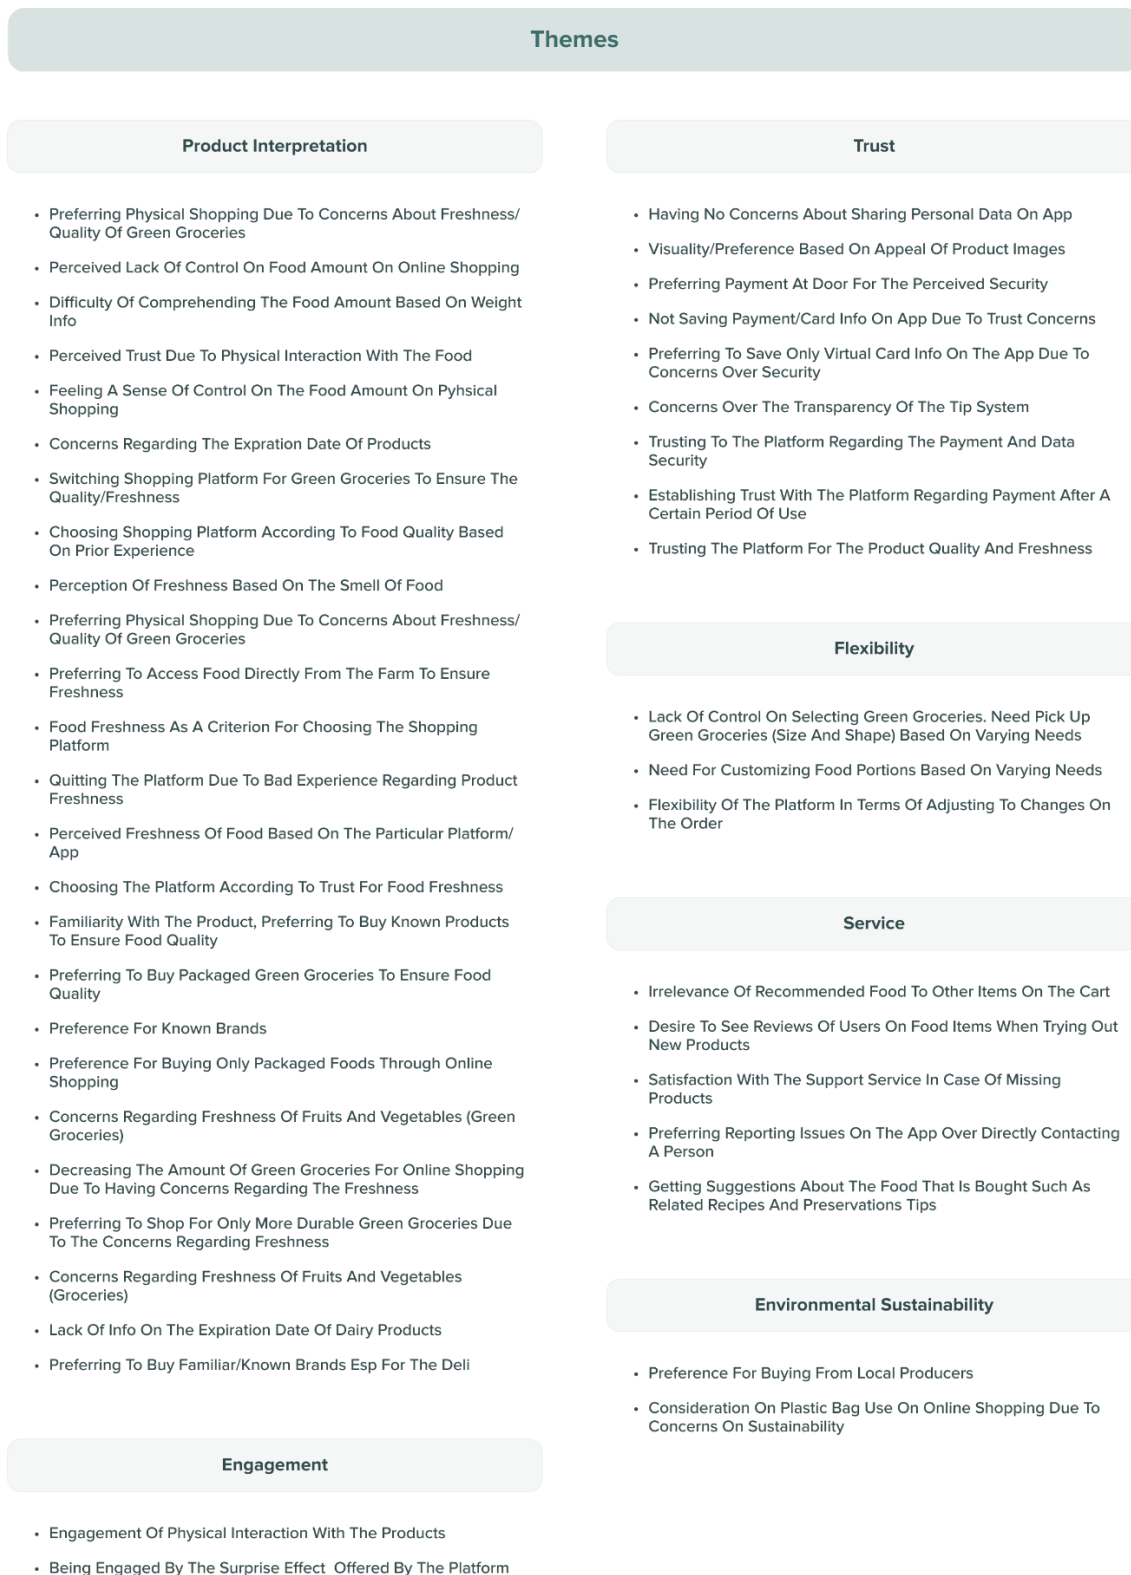 Themes
Product Interpretation
• Preferring Physical Shopping Due To Concerns About Freshness/
Quality Of Green Groceries
• Perceived Lack Of Control On Food Amount On Online Shopping
• Difficulty Of Comprehending The Food Amount Based On Weight
Info
• Perceived Trust Due To Physical Interaction With The Food
• Feeling A Sense Of Control On The Food Amount On Pyhsical
Shopping
• Concerns Regarding The Expration Date Of Products
• Switching Shopping Platform For Green Groceries To Ensure The
Quality/Freshness
• Choosing Shopping Platform According To Food Quality Based
On Prior Experience
• Perception Of Freshness Based On The Smell Of Food
• Preferring Physical Shopping Due To Concerns About Freshness/
Quality Of Green Groceries
• Preferring To Access Food Directly From The Farm To Ensure
Freshness
• Food Freshness As A Criterion For Choosing The Shopping
Platform
• Quitting The Platform Due To Bad Experience Regarding Product
Freshness
• Perceived Freshness Of Food Based On The Particular Platform/
App
• Choosing The Platform According To Trust For Food Freshness
• Familiarity With The Product, Preferring To Buy Known Products
To Ensure Food Quality
• Preferring To Buy Packaged Green Groceries To Ensure Food
Quality
• Preference For Known Brands
• Preference For Buying Only Packaged Foods Through Online
Shopping
• Concerns Regarding Freshness Of Fruits And Vegetables (Green
Groceries)
• Decreasing The Amount Of Green Groceries For Online Shopping
Due To Having Concerns Regarding The Freshness
• Preferring To Shop For Only More Durable Green Groceries Due
To The Concerns Regarding Freshness
• Concerns Regarding Freshness Of Fruits And Vegetables
(Groceries)
• Lack Of Info On The Expiration Date Of Dairy Products
• Preferring To Buy Familiar/Known Brands Esp For The Deli
Engagement
• Engagement Of Physical Interaction With The Products
• Being Engaged By The Surprise Effect Offered By The Platform
Trust
• Having No Concerns About Sharing Personal Data On App
• Visuality/Preference Based On Appeal Of Product Images
• Preferring Payment At Door For The Perceived Security
• Not Saving Payment/Card Info On App Due To Trust Concerns
• Preferring To Save Only Virtual Card Info On The App Due To
Concerns Over Security
• Concerns Over The Transparency Of The Tip System
• Trusting To The Platform Regarding The Payment And Data
Security
• Establishing Trust With The Platform Regarding Payment After A
Certain Period Of Use
• Trusting The Platform For The Product Quality And Freshness
Flexibility
• Lack Of Control On Selecting Green Groceries. Need Pick Up
Green Groceries (Size And Shape) Based On Varying Needs
• Need For Customizing Food Portions Based On Varying Needs
• Flexibility Of The Platform In Terms Of Adjusting To Changes On
The Order
Service
• Irrelevance Of Recommended Food To Other Items On The Cart
• Desire To See Reviews Of Users On Food Items When Trying Out
New Products
• Satisfaction With The Support Service In Case Of Missing
Products
• Preferring Reporting Issues On The App Over Directly Contacting
A Person
• Getting Suggestions About The Food That Is Bought Such As
Related Recipes And Preservations Tips
Environmental Sustainability
• Preference For Buying From Local Producers
• Consideration On Plastic Bag Use On Online Shopping Due To
Concerns On Sustainability